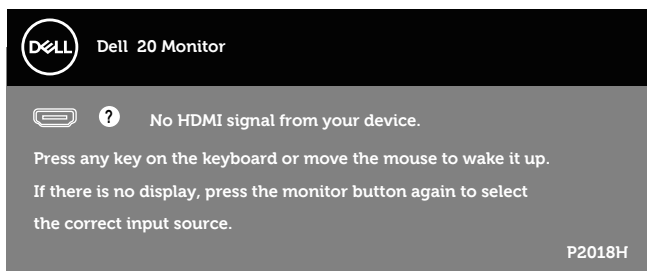 DELL
Dell 20 Monitor
? No HDMI signal from your device.
Press any key on the keyboard or move the mouse to wake it up.
If there is no display, press the monitor button again to select
the correct input source.
P2018H